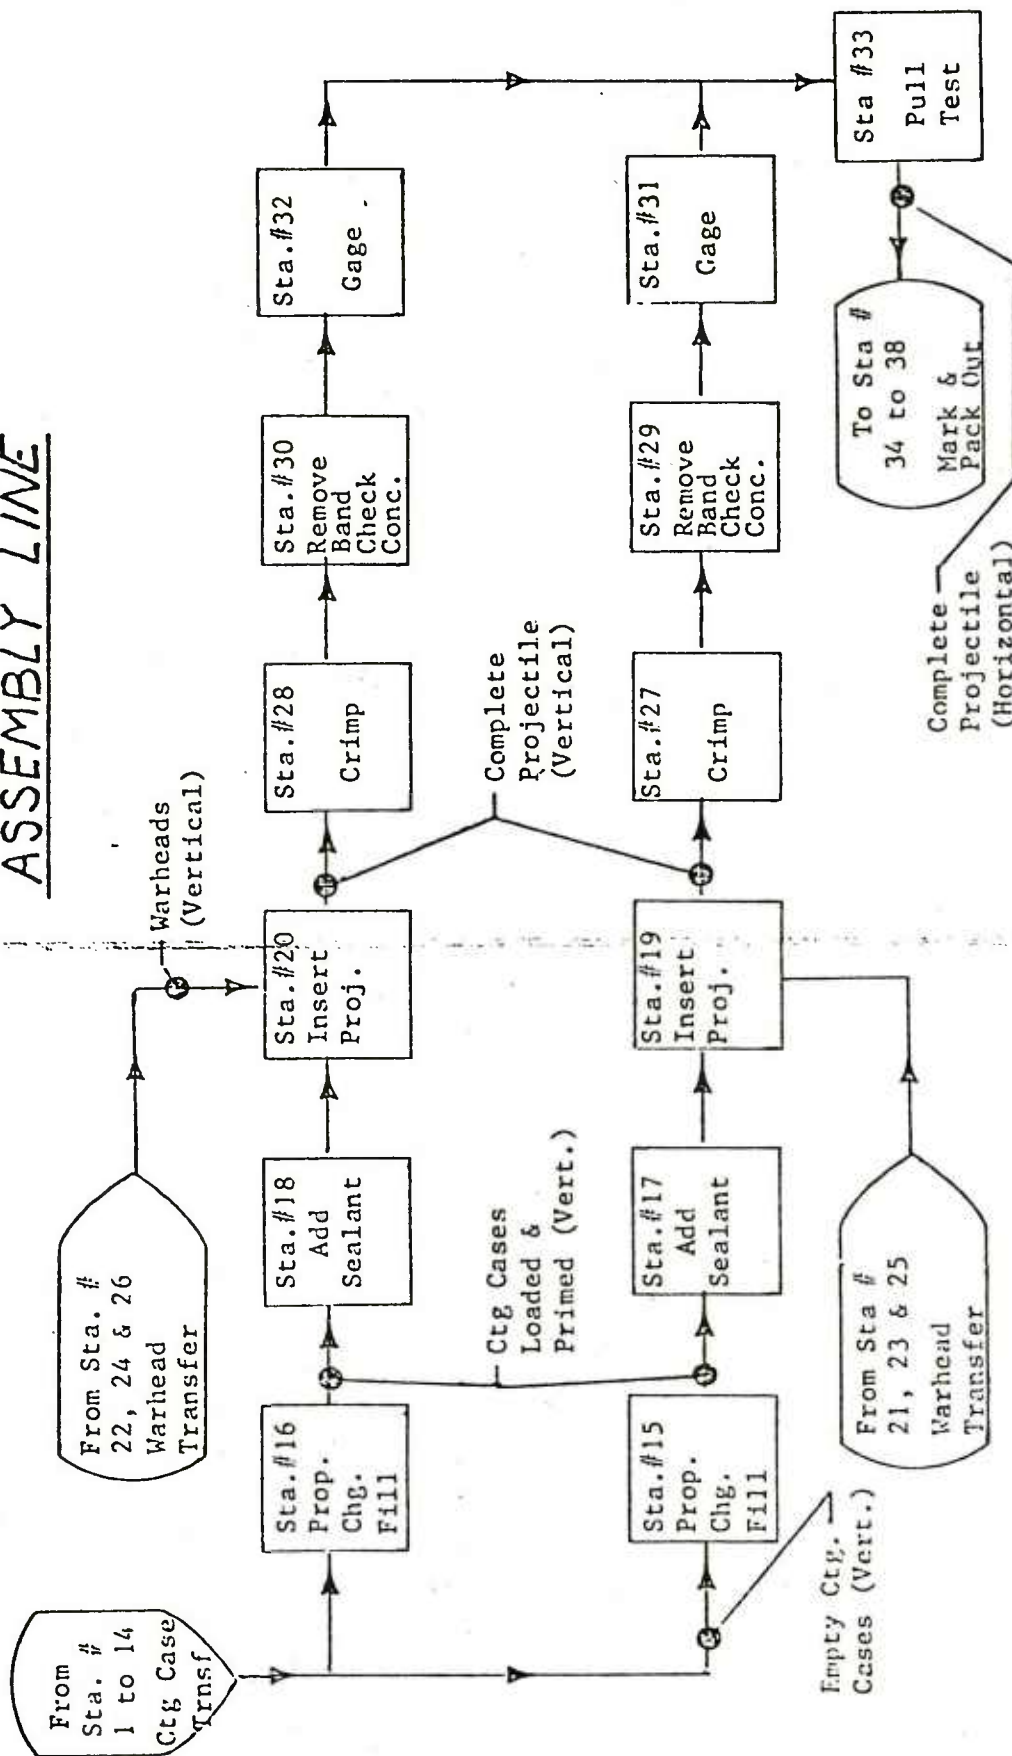 ASSEMBLY LINE
From
Sta. #
1 to 14
Ctg Case
Trnsf
From Sta. #
22, 24 & 26
Warhead
Transfer
Warheads
(Vertical)
Sta.#16
Prop.
Chg.
Fill
Sta.#18
Add
Sealant
Sta.#20
Insert
Proj.
Sta.#28
Crimp
Sta.#30
Remove
Band
Check
Conc.
Sta.#32
Gage
Ctg Cases
Loaded &
Primed (Vert.)
Complete
Projectile
(Vertical)
Sta.#15
Prop.
Chg.
Fill
Sta.#17
Add
Sealant
Sta.#19
Insert
Proj.
Sta.#27
Crimp
Sta.#29
Remove
Band
Check
Conc.
Sta.#31
Gage
Empty Ctg.
Cases (Vert.)
From Sta #
21, 23 & 25
Warhead
Transfer
Complete
Projectile
(Horizontal)
To Sta #
34 to 38
Mark &
Pack Out
Sta #33
Pull
Test